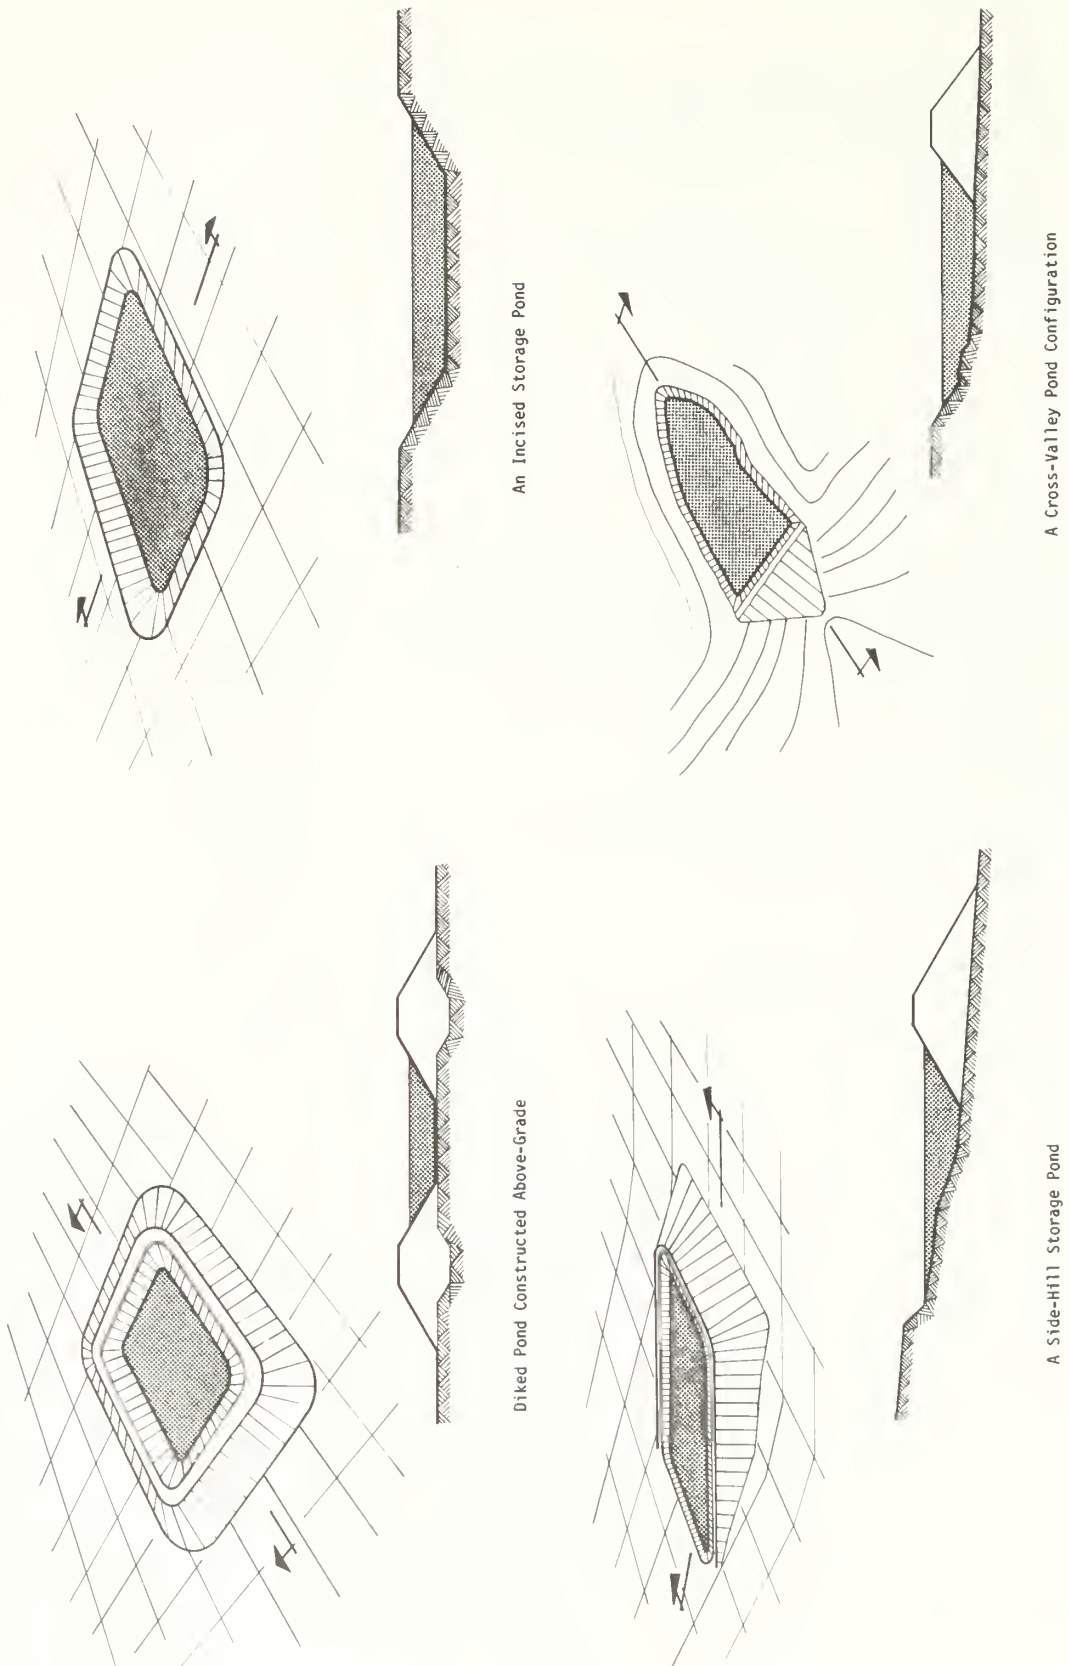 Diked Pond Constructed Above-Grade
An Incised Storage Pond
A Side-Hill Storage Pond
A Cross-Valley Pond Configuration